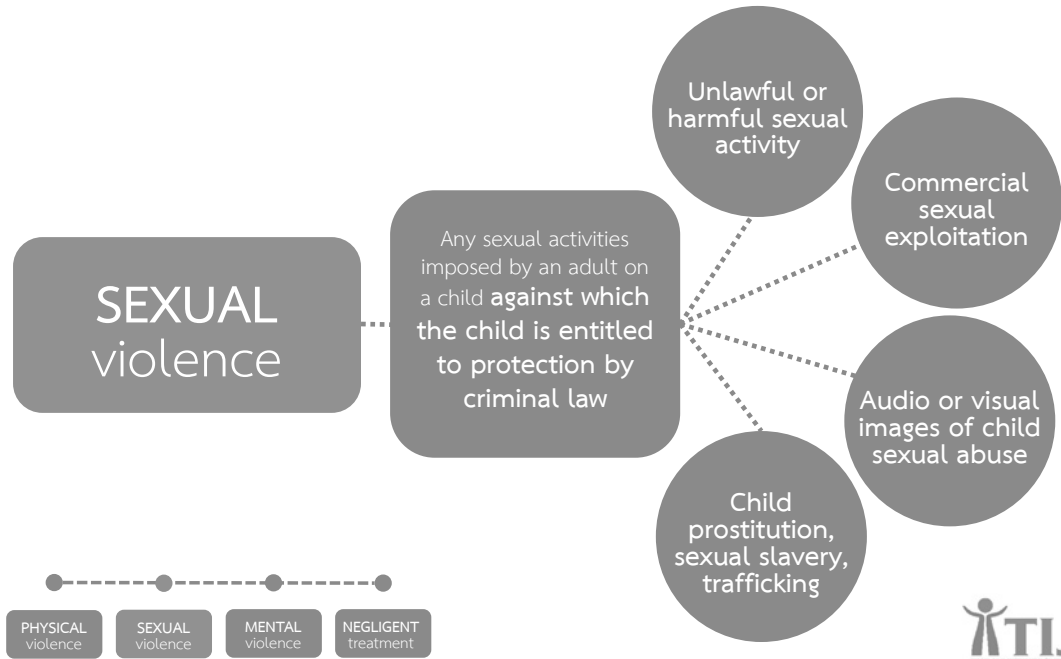 SEXUAL
violence
Any sexual activities
imposed by an adult on
a child against which
the child is entitled
to protection by
criminal law
Unlawful or
harmful sexual
activity
Commercial
sexual
exploitation
Audio or visual
images of child
sexual abuse
Child
prostitution,
sexual slavery,
trafficking
PHYSICAL
violence
SEXUAL
violence
MENTAL
violence
NEGLIGENT
treatment
TI.